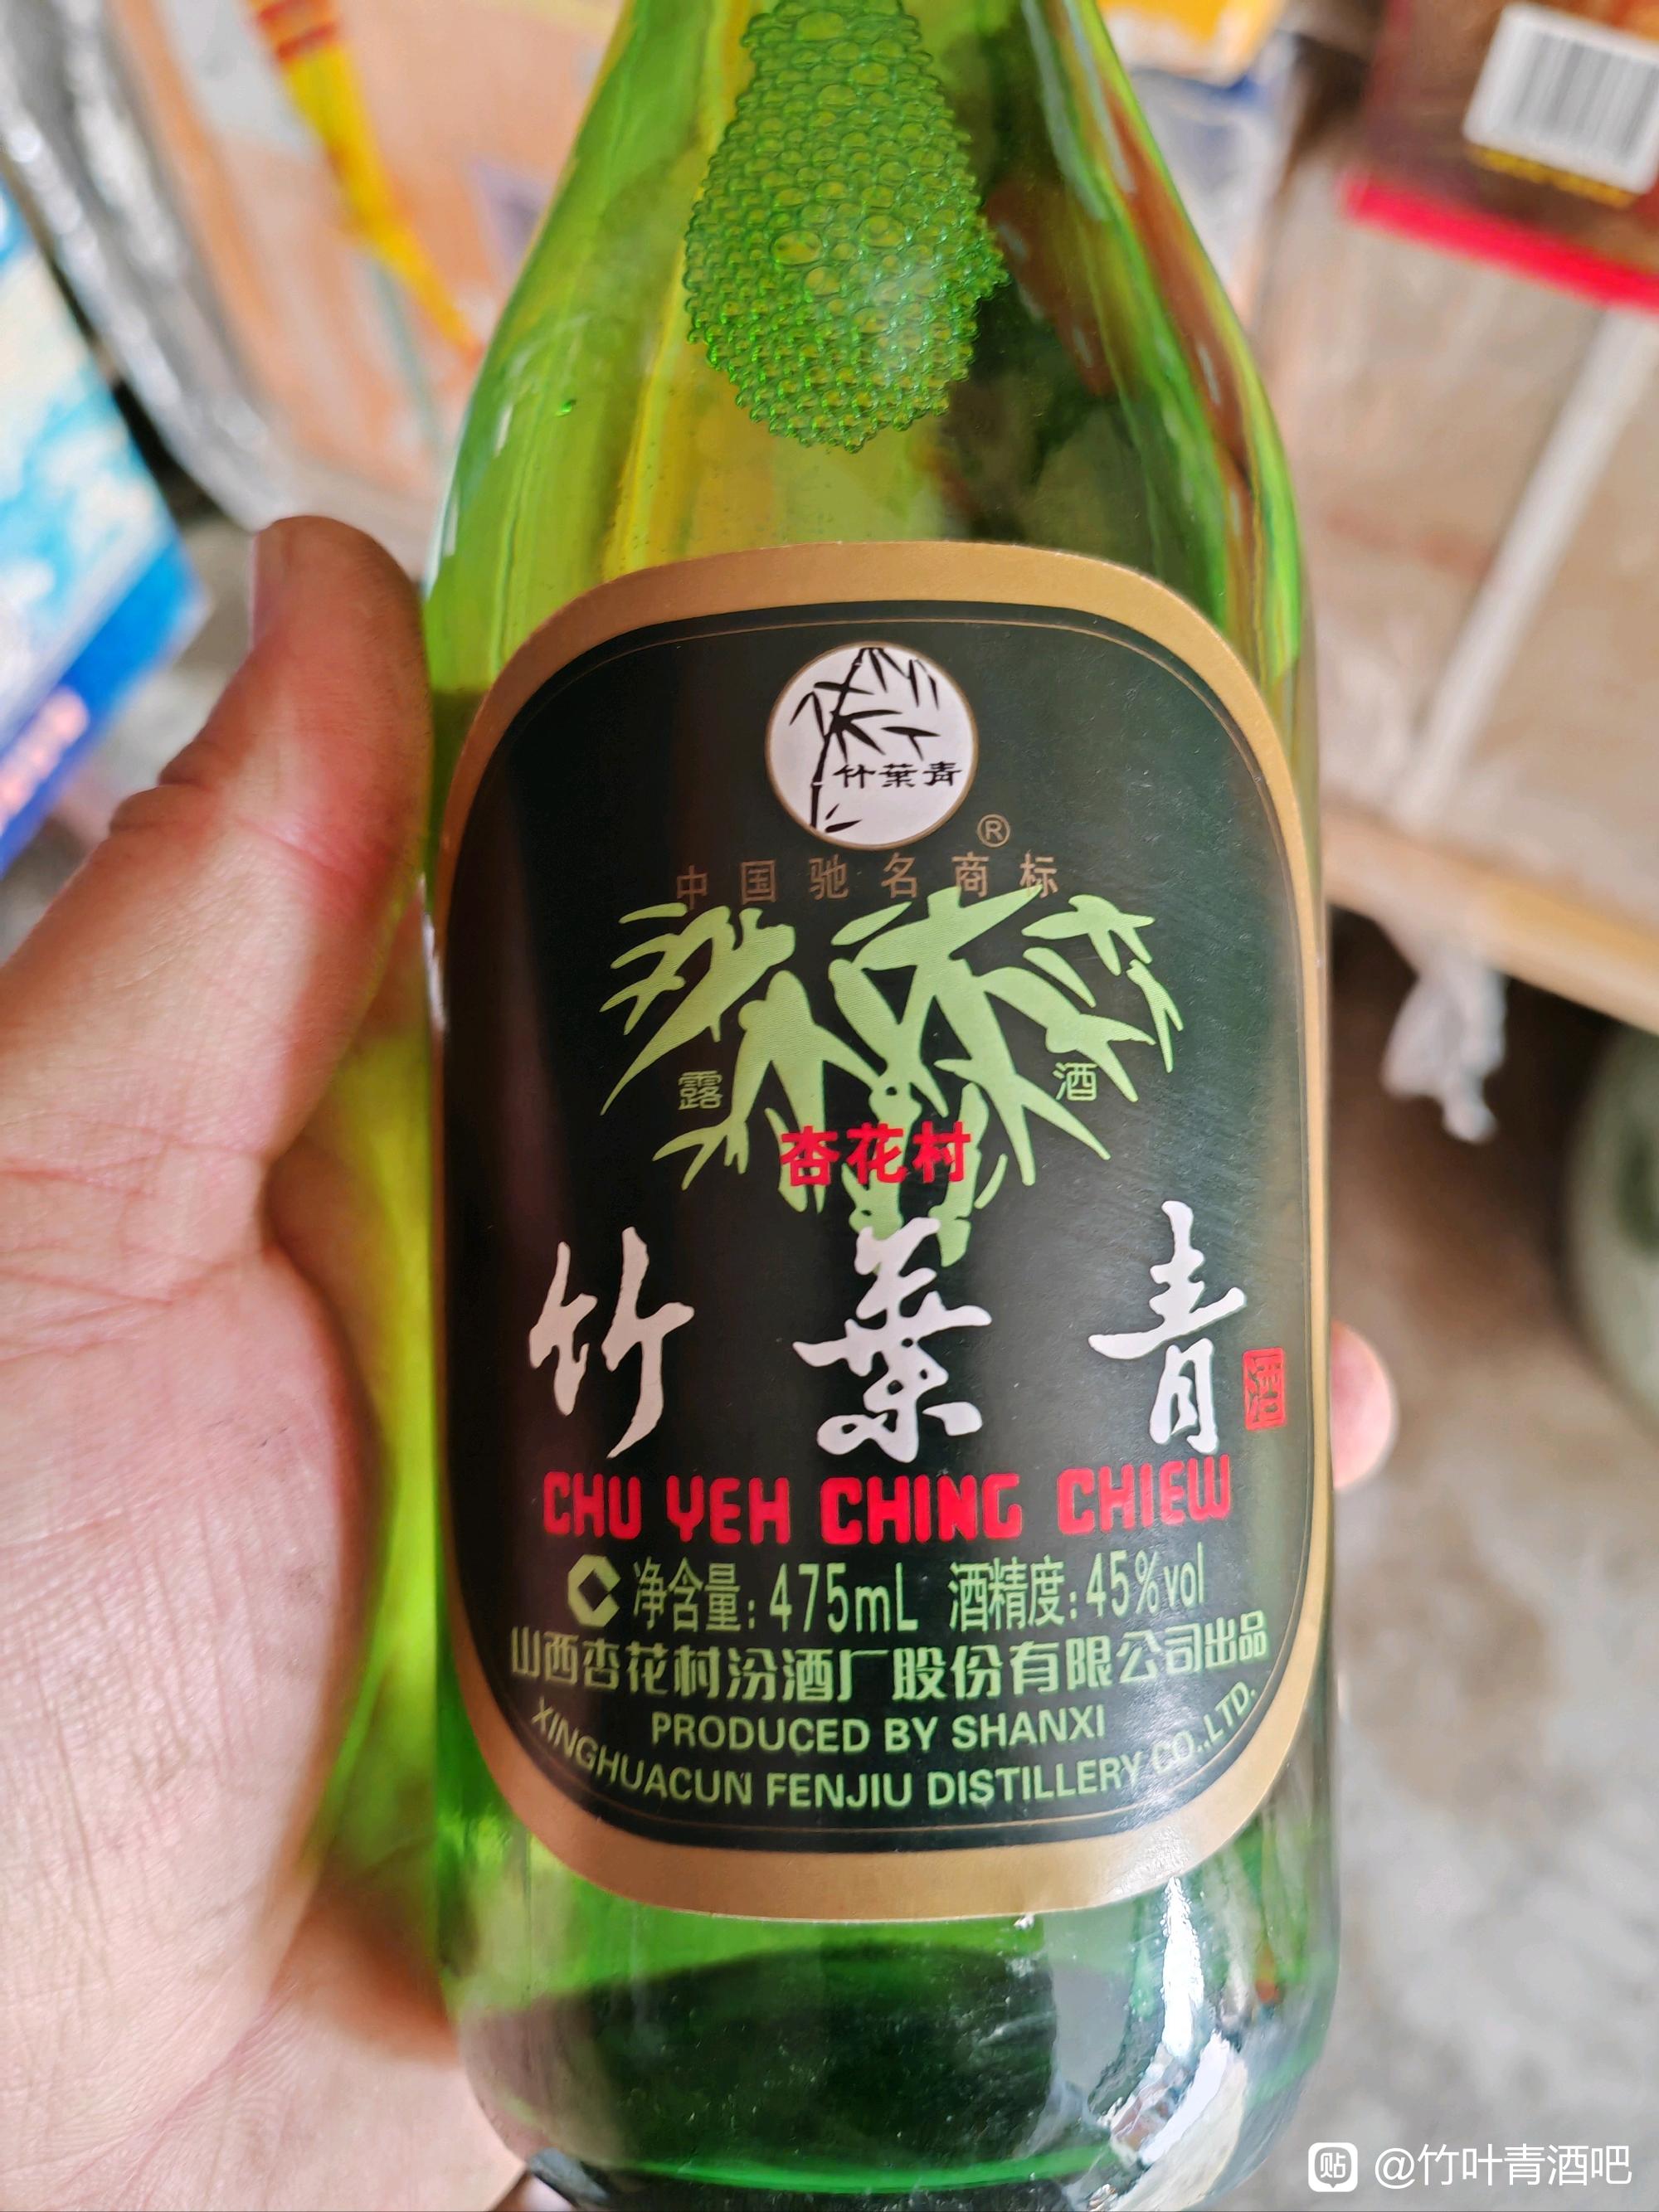 竹葉青
®
中国驰名商标
露 酒
杏花村
竹葉青
酒
CHU YEH CHING CHIEW
净含量:475mL 酒精度:45%vol
山西杏花村汾酒厂股份有限公司出品
PRODUCED BY SHANXI
XINGHUACUN FENJIU DISTILLERY CO.,LTD.
贴 @竹叶青酒吧